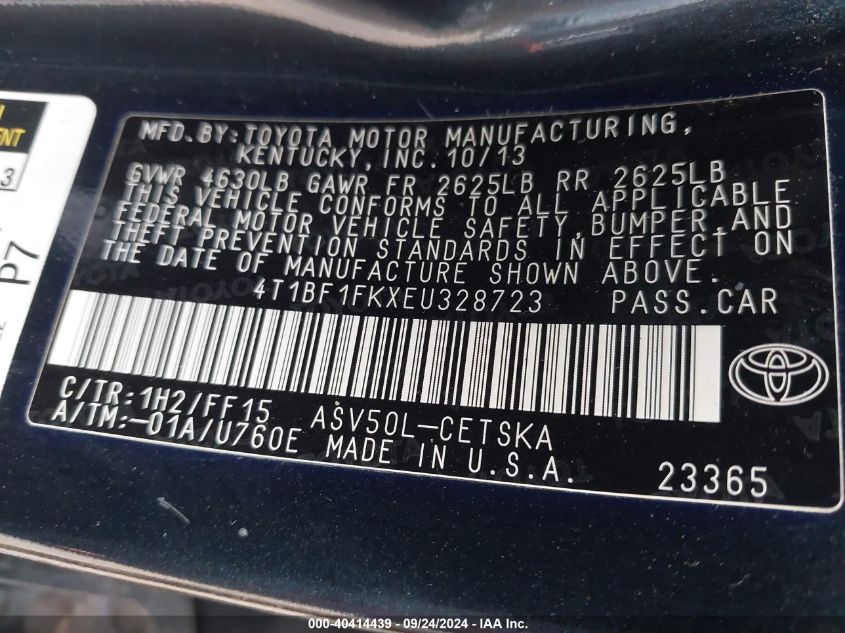 MFD. BY: TOYOTA MOTOR MANUFACTURING,
KENTUCKY, INC. 10/13
GVWR 4630LB GAWR FR 2625LB RR 2625LB
THIS VEHICLE CONFORMS TO ALL APPLICABLE
FEDERAL MOTOR VEHICLE SAFETY, BUMPER, AND
THEFT PREVENTION STANDARDS IN EFFECT ON
THE DATE OF MANUFACTURE SHOWN ABOVE.
4T1BF1FKXEU328723 PASS.CAR
C/TR: 1H2/FF15 ASV50L-CETSKA
A/TM: -01A/U760E MADE IN U.S.A. 23365
3
P7
000-40414439 - 09/24/2024 - IAA Inc.